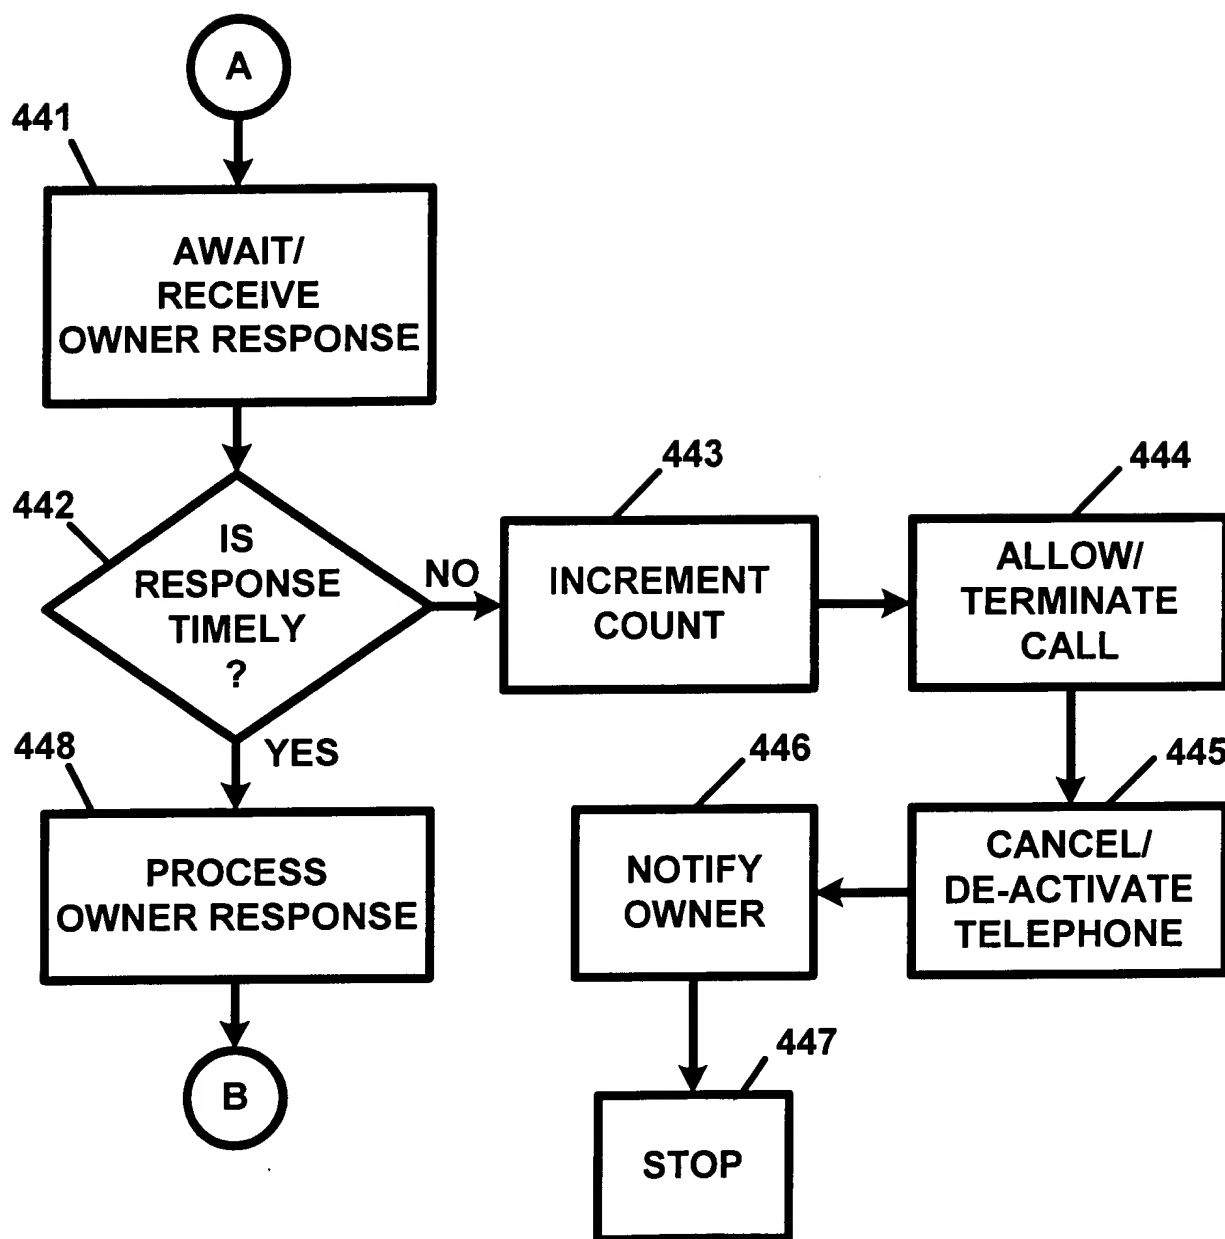 A
441
AWAIT/
RECEIVE
OWNER RESPONSE
442
IS
RESPONSE
TIMELY
?
NO
443
INCREMENT
COUNT
444
ALLOW/
TERMINATE
CALL
YES
448
PROCESS
OWNER RESPONSE
446
NOTIFY
OWNER
445
CANCEL/
DE-ACTIVATE
TELEPHONE
B
447
STOP